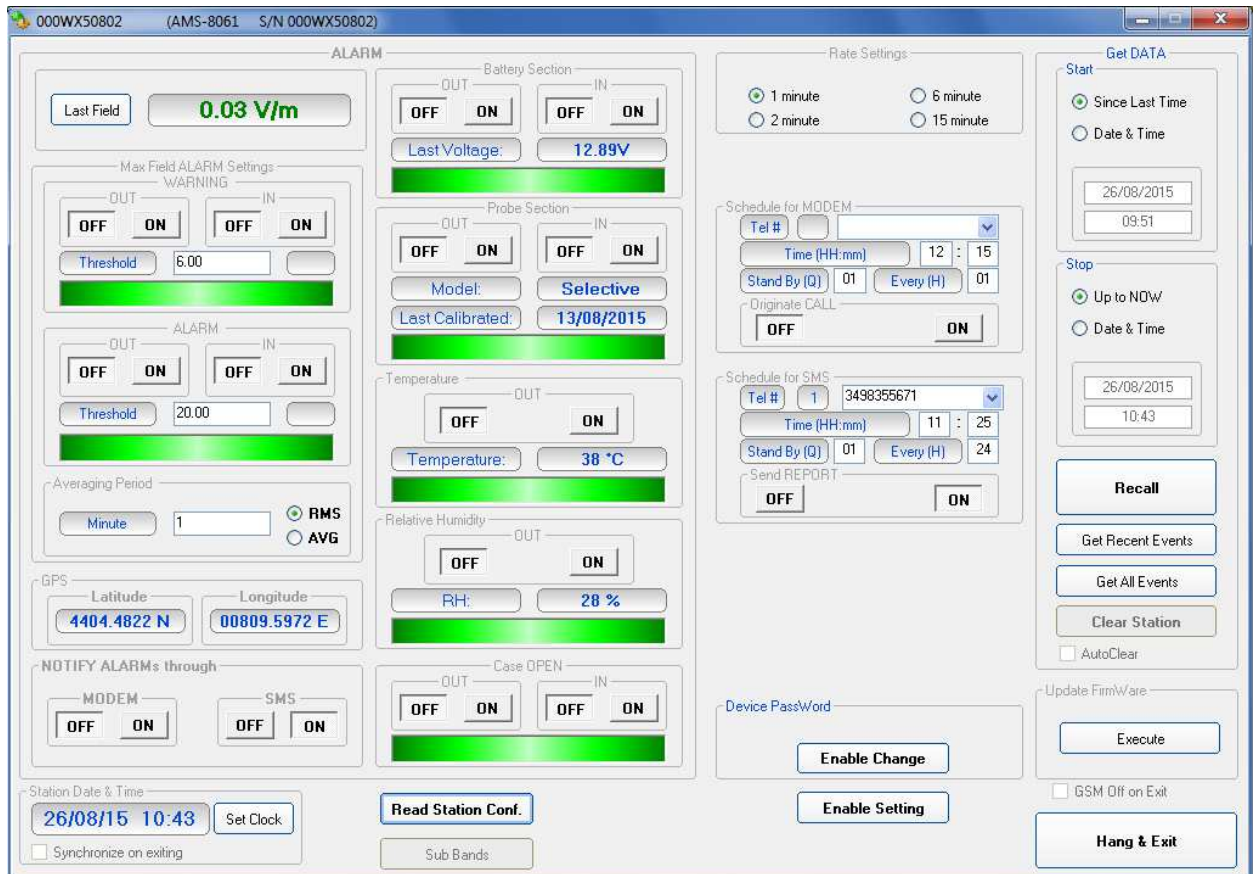 000WX50802 (AMS-8061 S/N 000WX50802)
ALARM
Last Field 0.03 V/m
Max Field ALARM Settings
WARNING
OUT IN
OFF ON OFF ON
Threshold 6.00
ALARM
OUT IN
OFF ON OFF ON
Threshold 20.00
Averaging Period
Minute 1
RMS
AVG
GPS
Latitude Longitude
4404.4822 N 00809.5972 E
NOTIFY ALARMs through
MODEM SMS
OFF ON OFF ON
Station Date & Time
26/08/15 10:43 Set Clock
Synchronize on exiting
Battery Section
OUT IN
OFF ON OFF ON
Last Voltage: 12.89V
Probe Section
OUT IN
OFF ON OFF ON
Model: Selective
Last Calibrated: 13/08/2015
Temperature
OUT
OFF ON
Temperature: 38 °C
Relative Humidity
OUT
OFF ON
RH: 28 %
Case OPEN
OUT IN
OFF ON OFF ON
Read Station Conf.
Sub Bands
Rate Settings
1 minute 6 minute
2 minute 15 minute
Schedule for MODEM
Tel #
Time (HH:mm) 12 : 15
Stand By (Q) 01 Every (H) 01
Originate CALL
OFF ON
Schedule for SMS
Tel # 1 3498355671
Time (HH:mm) 11 : 25
Stand By (Q) 01 Every (H) 24
Send REPORT
OFF ON
Device PassWord
Enable Change
Enable Setting
Get DATA
Start
Since Last Time
Date & Time
26/08/2015
09:51
Stop
Up to NOW
Date & Time
26/08/2015
10:43
Recall
Get Recent Events
Get All Events
Clear Station
AutoClear
Update FirmWare
Execute
GSM Off on Exit
Hang & Exit